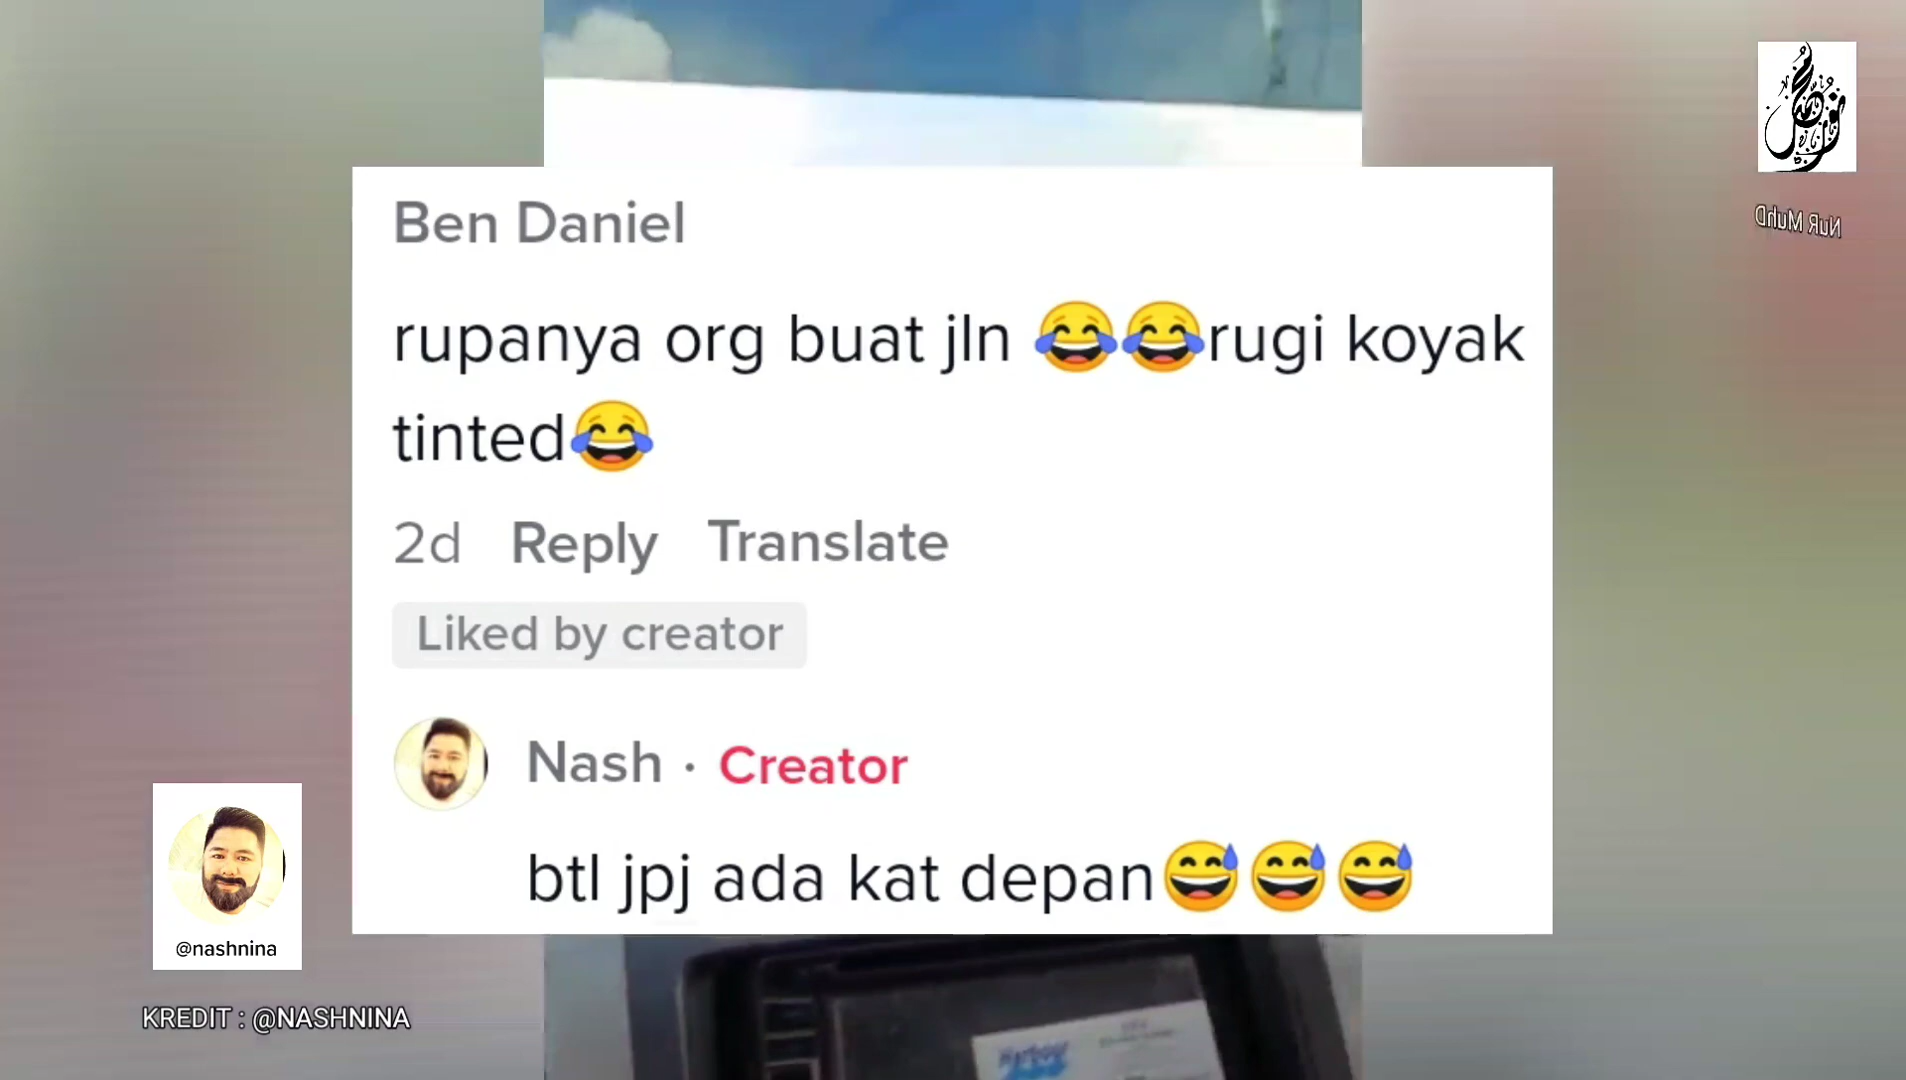 Ben Daniel
rupanya org buat jln 😂😂rugi koyak
tinted😂
2d Reply Translate
Liked by creator
Nash · Creator
btl jpj ada kat depan😅😅😅
@nashnina
KREDIT : @NASHNINA
NuR MuhD